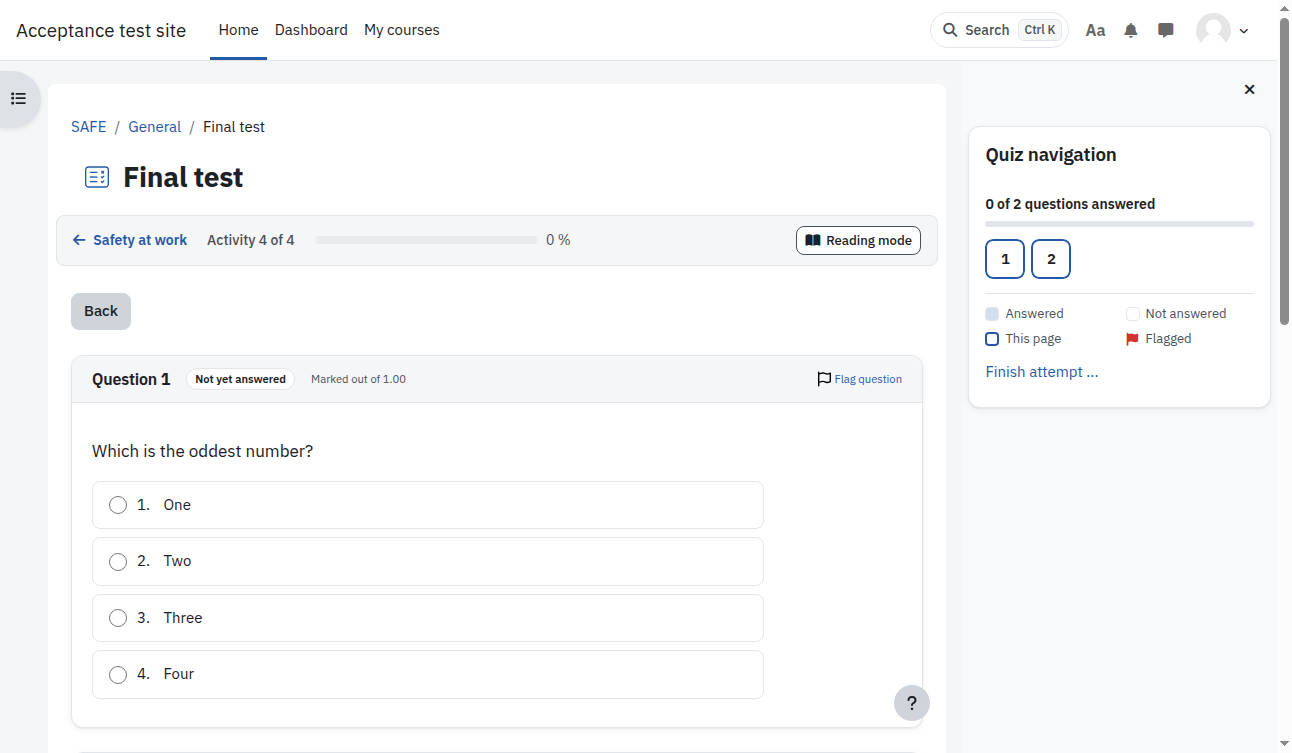 Acceptance test site Home Dashboard My courses Search Ctrl K Aa
SAFE / General / Final test
Final test
Safety at work Activity 4 of 4 0 % Reading mode
Back
Question 1 Not yet answered Marked out of 1.00 Flag question
Which is the oddest number?
1. One
2. Two
3. Three
4. Four
?
Quiz navigation
0 of 2 questions answered
1 2
Answered Not answered
This page Flagged
Finish attempt ...